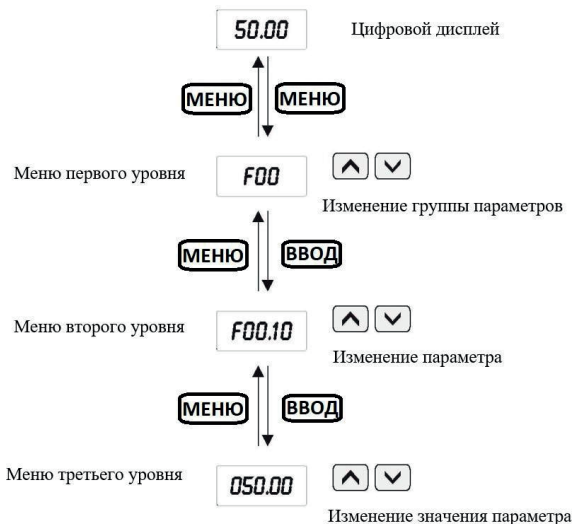 50.00 Цифровой дисплей
МЕНЮ МЕНЮ
Меню первого уровня F00
Изменение группы параметров
МЕНЮ ВВОД
Меню второго уровня F00.10
Изменение параметра
МЕНЮ ВВОД
Меню третьего уровня 050.00
Изменение значения параметра